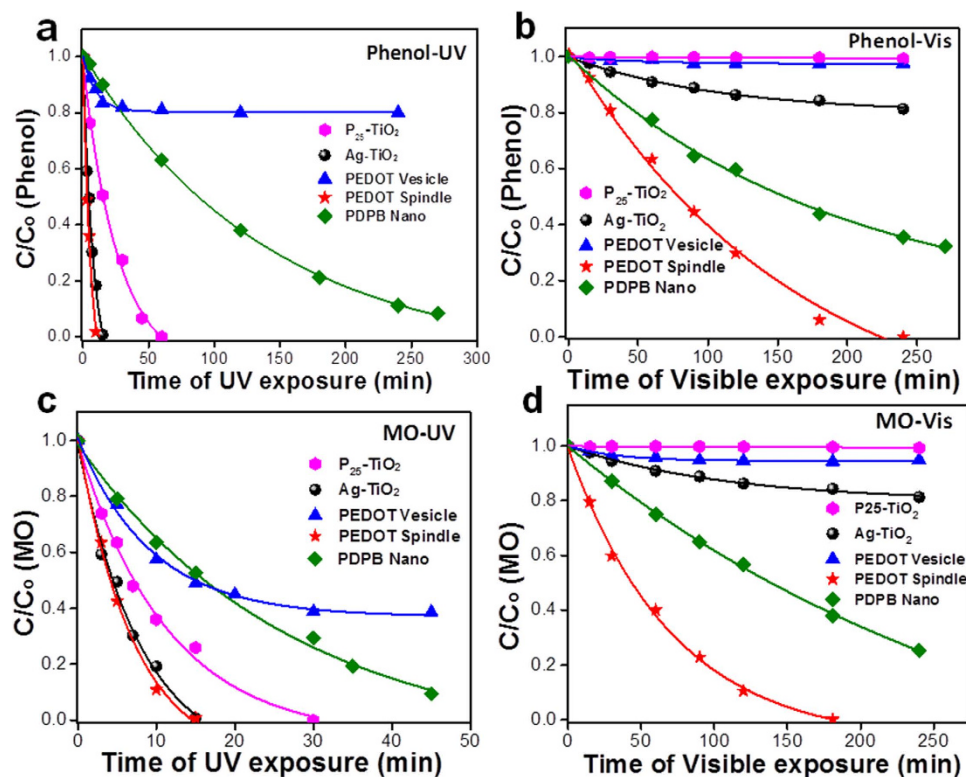 a
Phenol-UV
C/C₀ (Phenol)
1.0
0.8
0.6
0.4
0.2
0.0
P₂₅-TiO₂
Ag-TiO₂
PEDOT Vesicle
PEDOT Spindle
PDPB Nano
0 60 120 180 240 300
Time of UV exposure (min)
b
Phenol-Vis
C/C₀ (Phenol)
1.0
0.8
0.6
0.4
0.2
0.0
P₂₅-TiO₂
Ag-TiO₂
PEDOT Vesicle
PEDOT Spindle
PDPB Nano
0 50 100 150 200 250
Time of Visible exposure (min)
c
MO-UV
C/C₀ (MO)
1.0
0.8
0.6
0.4
0.2
0.0
P₂₅-TiO₂
Ag-TiO₂
PEDOT Vesicle
PEDOT Spindle
PDPB Nano
0 10 20 30 40 50
Time of UV exposure (min)
d
MO-Vis
C/C₀ (MO)
1.0
0.8
0.6
0.4
0.2
0.0
P25-TiO₂
Ag-TiO₂
PEDOT Vesicle
PEDOT Spindle
PDPB Nano
0 50 100 150 200 250
Time of Visible exposure (min)